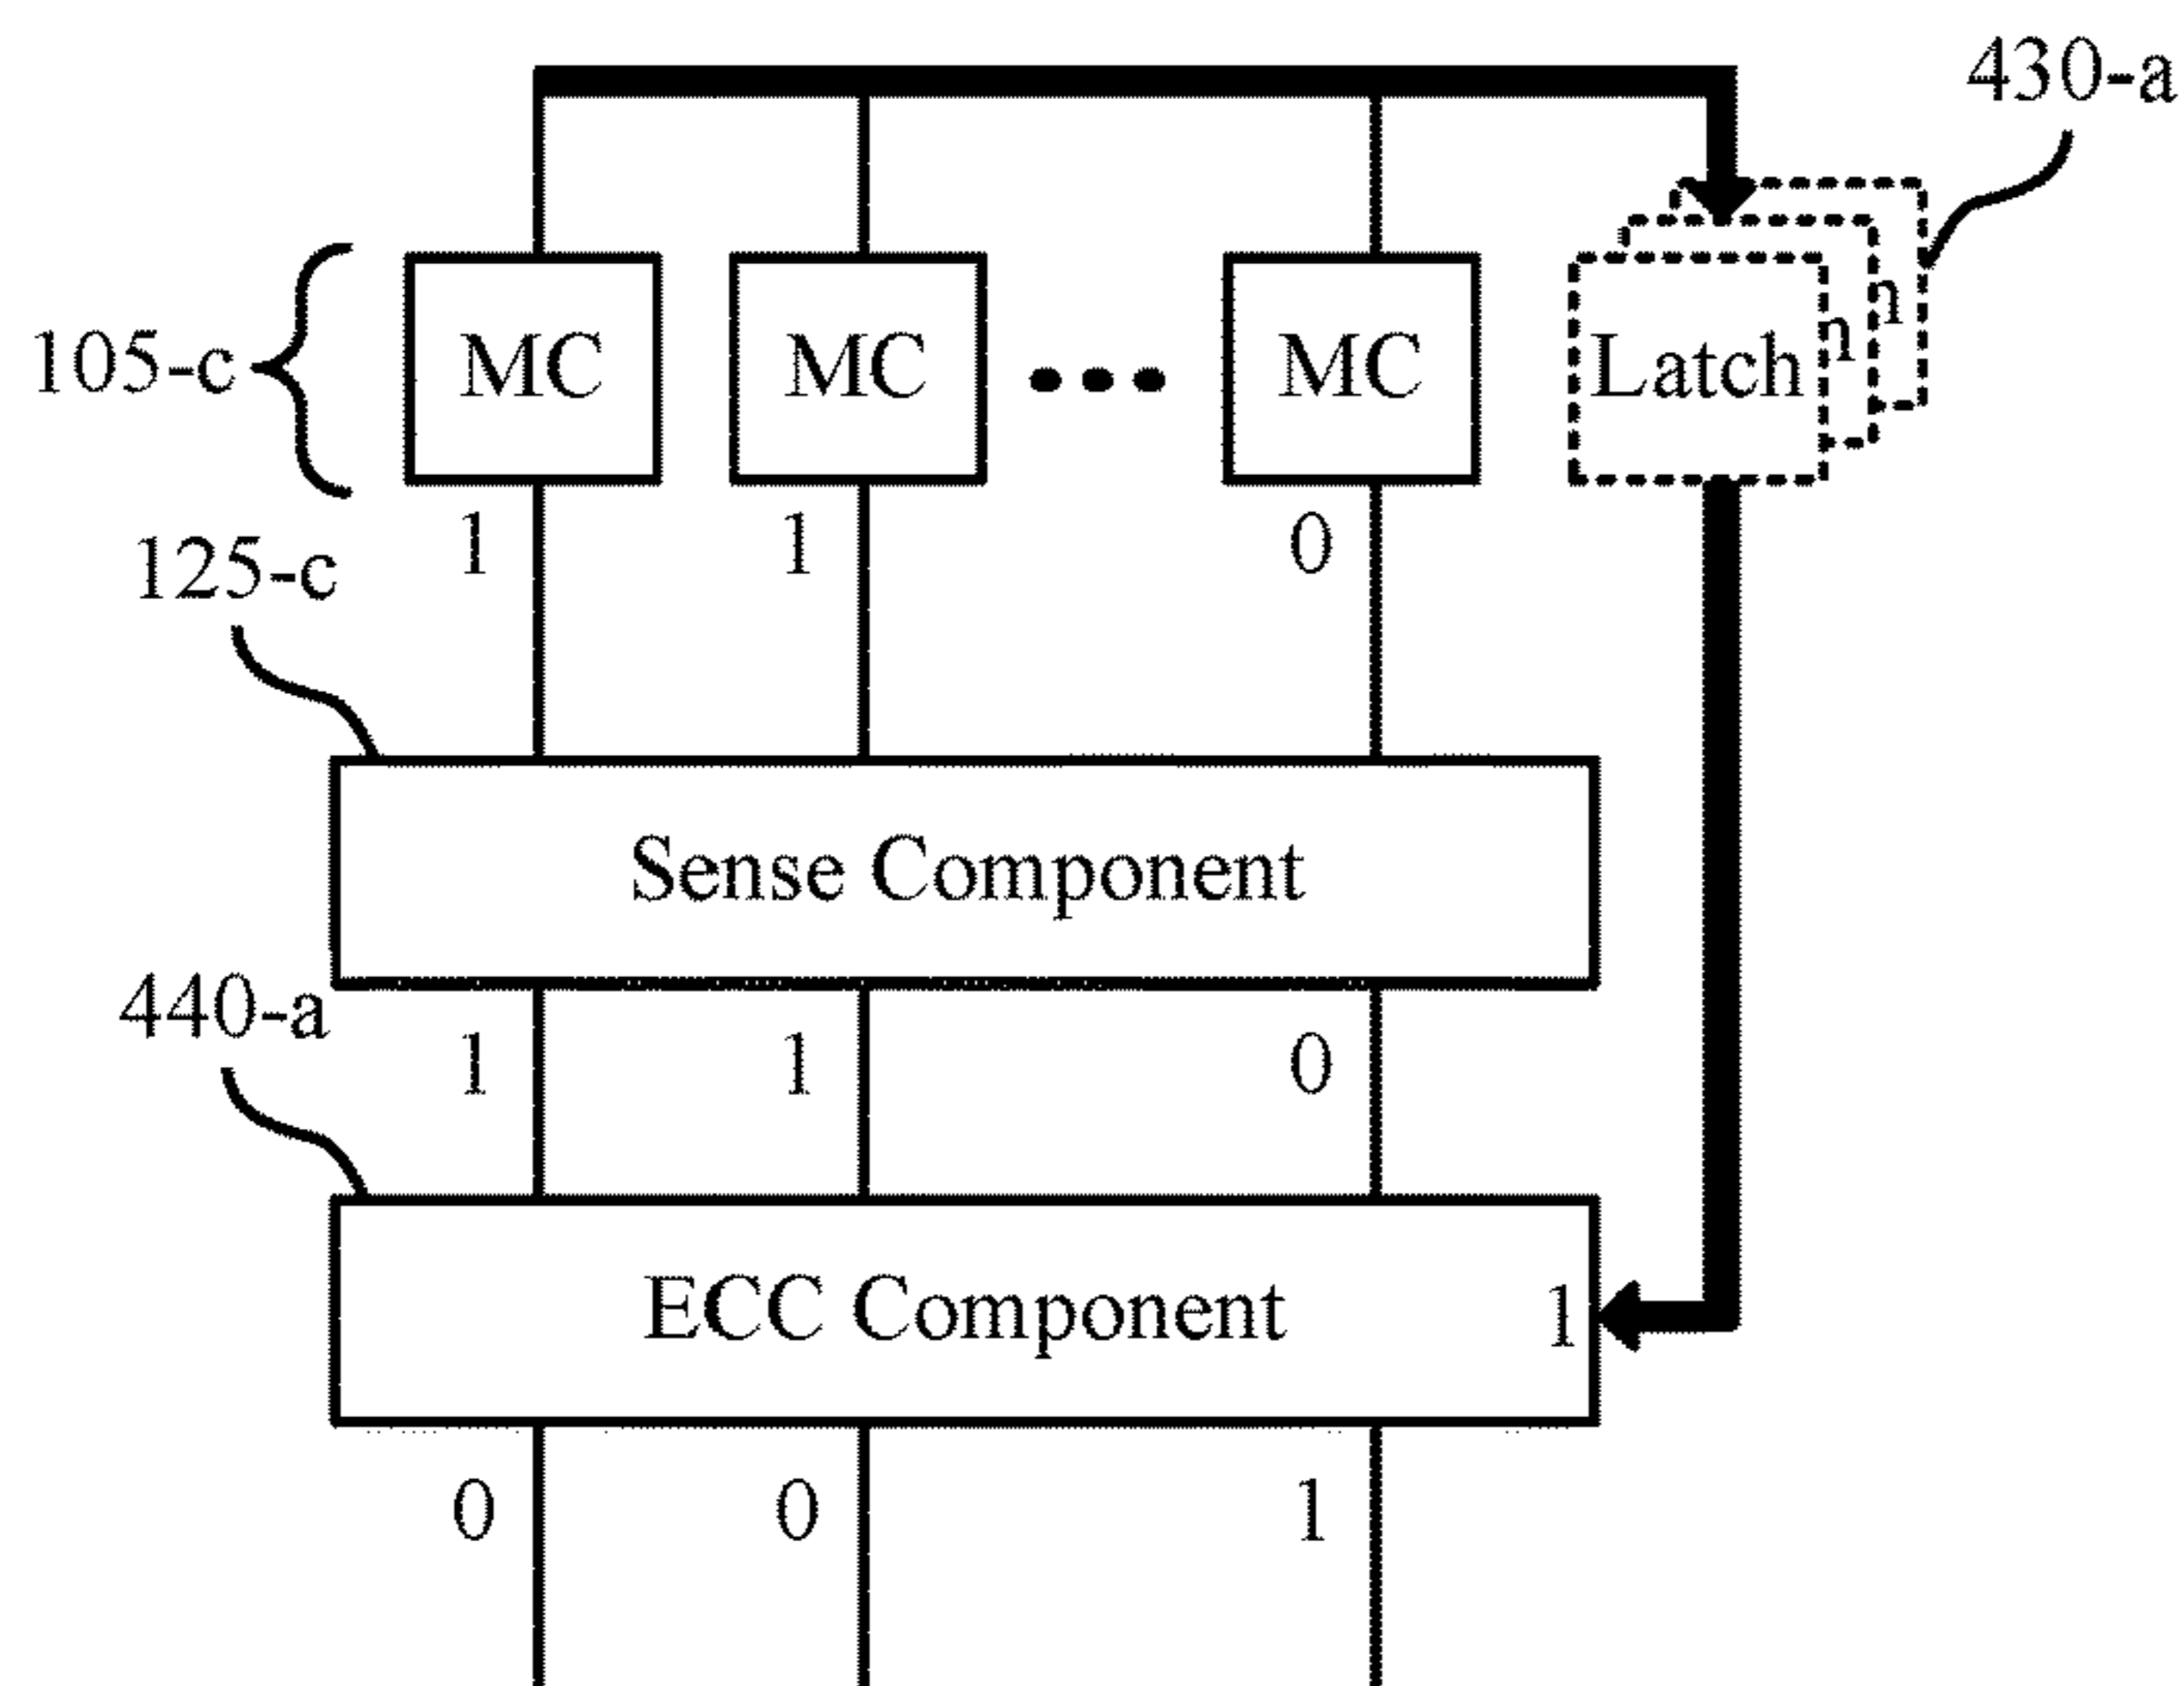 430-a
105-c
MC MC ••• MC Latch h h
125-c
1 1 0
Sense Component
440-a
1 1 0
ECC Component 1
0 0 1